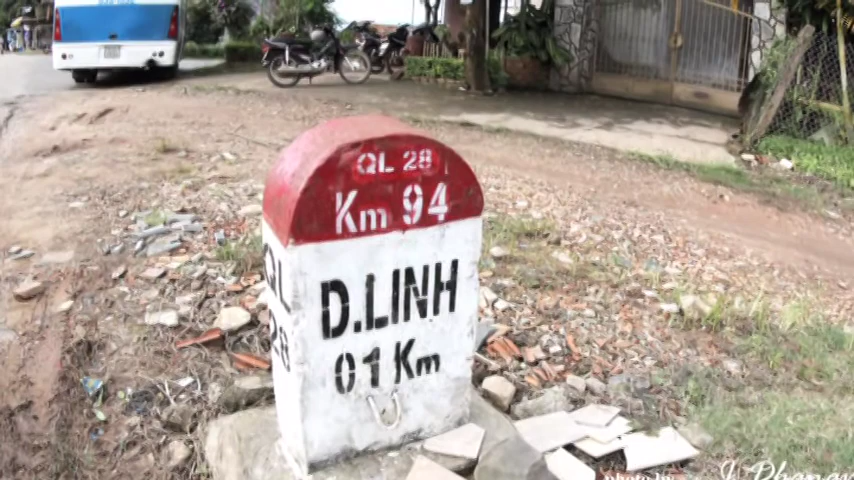 QL 28
Km 94
D.LINH
01 Km
QL
28